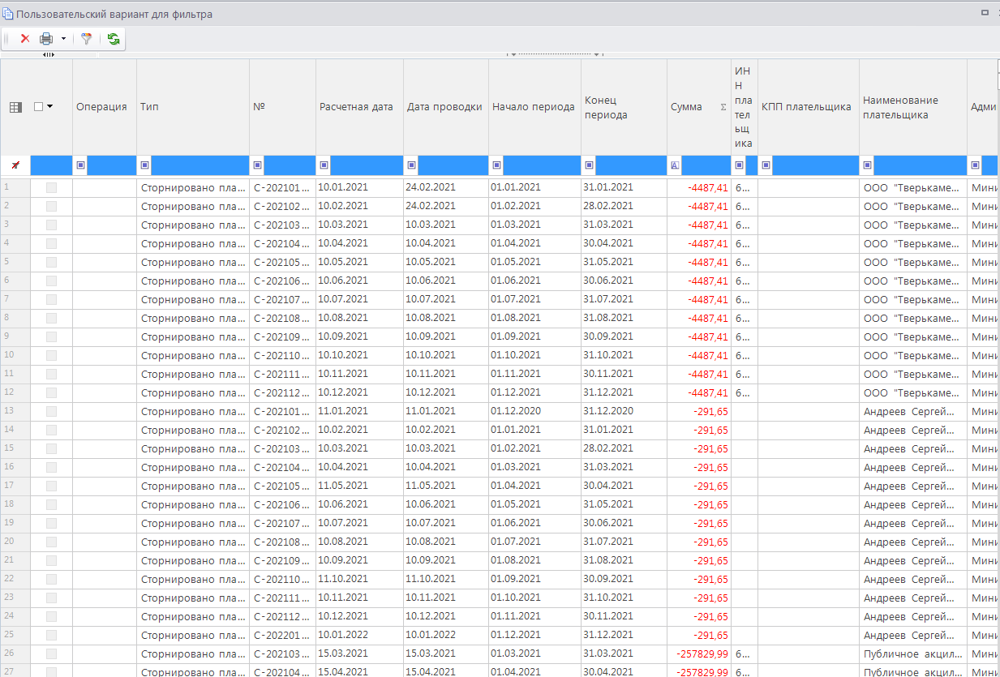 Пользовательский вариант для фильтра
Операция Тип № Расчетная дата Дата проводки Начало периода Конец периода Сумма Σ ИНН плательщика КПП плательщика Наименование плательщика Адми
1 Сторнировано пла... С-202101... 10.01.2021 24.02.2021 01.01.2021 31.01.2021 -4487,41 6... ООО "Тверькаме... Мини
2 Сторнировано пла... С-202102... 10.02.2021 24.02.2021 01.02.2021 28.02.2021 -4487,41 6... ООО "Тверькаме... Мини
3 Сторнировано пла... С-202103... 10.03.2021 10.03.2021 01.03.2021 31.03.2021 -4487,41 6... ООО "Тверькаме... Мини
4 Сторнировано пла... С-202104... 10.04.2021 10.04.2021 01.04.2021 30.04.2021 -4487,41 6... ООО "Тверькаме... Мини
5 Сторнировано пла... С-202105... 10.05.2021 10.05.2021 01.05.2021 31.05.2021 -4487,41 6... ООО "Тверькаме... Мини
6 Сторнировано пла... С-202106... 10.06.2021 10.06.2021 01.06.2021 30.06.2021 -4487,41 6... ООО "Тверькаме... Мини
7 Сторнировано пла... С-202107... 10.07.2021 10.07.2021 01.07.2021 31.07.2021 -4487,41 6... ООО "Тверькаме... Мини
8 Сторнировано пла... С-202108... 10.08.2021 10.08.2021 01.08.2021 31.08.2021 -4487,41 6... ООО "Тверькаме... Мини
9 Сторнировано пла... С-202109... 10.09.2021 10.09.2021 01.09.2021 30.09.2021 -4487,41 6... ООО "Тверькаме... Мини
10 Сторнировано пла... С-202110... 10.10.2021 10.10.2021 01.10.2021 31.10.2021 -4487,41 6... ООО "Тверькаме... Мини
11 Сторнировано пла... С-202111... 10.11.2021 10.11.2021 01.11.2021 30.11.2021 -4487,41 6... ООО "Тверькаме... Мини
12 Сторнировано пла... С-202112... 10.12.2021 10.12.2021 01.12.2021 31.12.2021 -4487,41 6... ООО "Тверькаме... Мини
13 Сторнировано пла... С-202101... 11.01.2021 11.01.2021 01.12.2020 31.12.2020 -291,65 Андреев Сергей... Мини
14 Сторнировано пла... С-202102... 10.02.2021 10.02.2021 01.01.2021 31.01.2021 -291,65 Андреев Сергей... Мини
15 Сторнировано пла... С-202103... 10.03.2021 10.03.2021 01.02.2021 28.02.2021 -291,65 Андреев Сергей... Мини
16 Сторнировано пла... С-202104... 10.04.2021 10.04.2021 01.03.2021 31.03.2021 -291,65 Андреев Сергей... Мини
17 Сторнировано пла... С-202105... 11.05.2021 11.05.2021 01.04.2021 30.04.2021 -291,65 Андреев Сергей... Мини
18 Сторнировано пла... С-202106... 10.06.2021 10.06.2021 01.05.2021 31.05.2021 -291,65 Андреев Сергей... Мини
19 Сторнировано пла... С-202107... 10.07.2021 10.07.2021 01.06.2021 30.06.2021 -291,65 Андреев Сергей... Мини
20 Сторнировано пла... С-202108... 10.08.2021 10.08.2021 01.07.2021 31.07.2021 -291,65 Андреев Сергей... Мини
21 Сторнировано пла... С-202109... 10.09.2021 10.09.2021 01.08.2021 31.08.2021 -291,65 Андреев Сергей... Мини
22 Сторнировано пла... С-202110... 11.10.2021 11.10.2021 01.09.2021 30.09.2021 -291,65 Андреев Сергей... Мини
23 Сторнировано пла... С-202111... 10.11.2021 10.11.2021 01.10.2021 31.10.2021 -291,65 Андреев Сергей... Мини
24 Сторнировано пла... С-202112... 10.12.2021 10.12.2021 01.11.2021 30.11.2021 -291,65 Андреев Сергей... Мини
25 Сторнировано пла... С-202201... 10.01.2022 10.01.2022 01.12.2021 31.12.2021 -291,65 Андреев Сергей... Мини
26 Сторнировано пла... С-202103... 15.03.2021 15.03.2021 01.03.2021 31.03.2021 -257829,99 6... Публичное акцил... Мини
27 Сторнировано пла... С-202104... 15.04.2021 15.04.2021 01.04.2021 30.04.2021 -257829,99 6... Публичное акцил... Мини